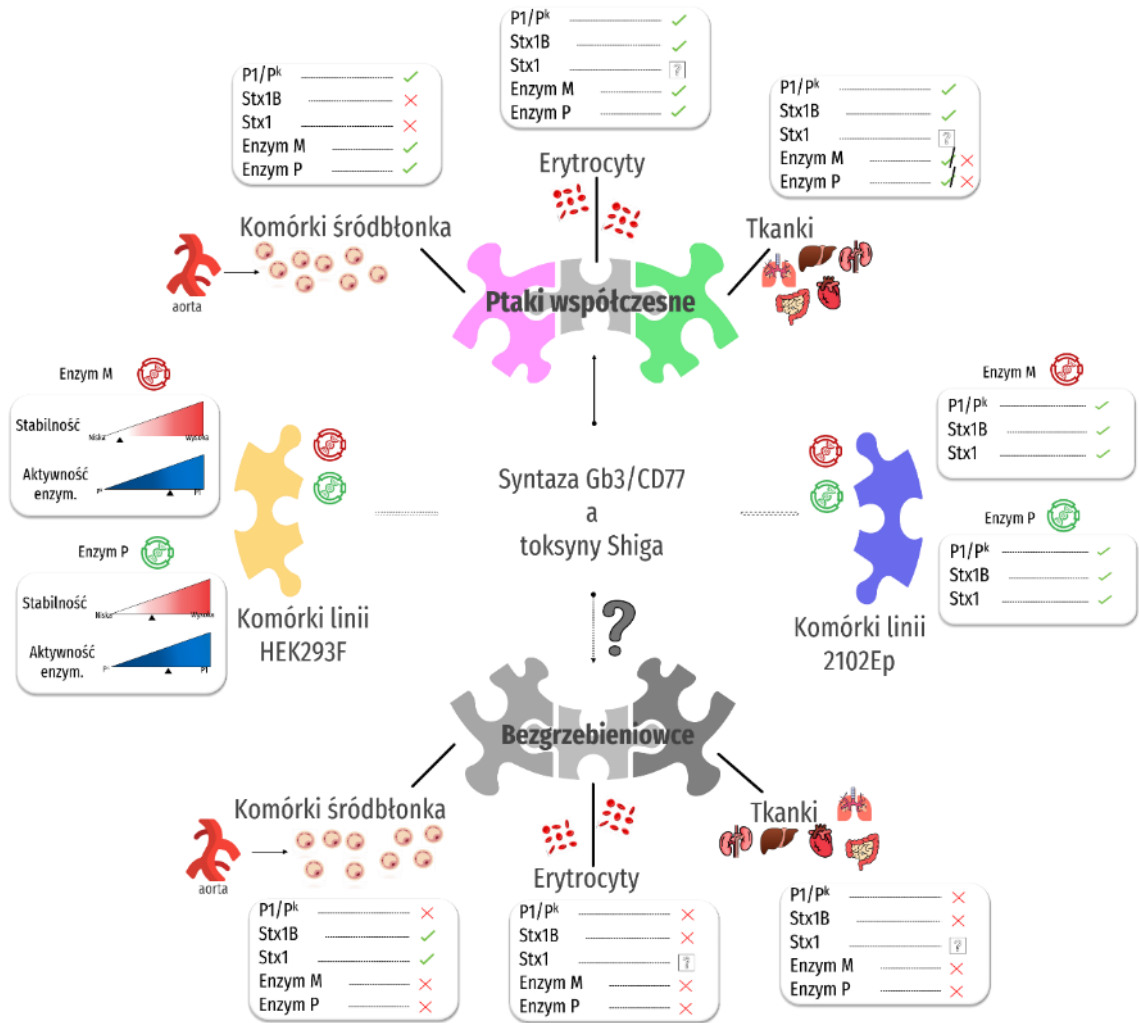 P1/Pᵏ
Stx1B
Stx1
?
Enzym M
Enzym P
P1/Pᵏ
Stx1B
Stx1
Enzym M
Enzym P
P1/Pᵏ
Stx1B
Stx1
?
Enzym M
Enzym P
Erytrocyty
Komórki śródbłonka
Tkanki
aorta
Ptaki współczesne
Enzym M
Stabilność
Niska
Wysoka
Aktywność
enzym.
P1
Enzym M
P1/Pᵏ
Stx1B
Stx1
Syntaza Gb3/CD77
a
toksyny Shiga
Enzym P
Stabilność
Niska
Wysoka
Aktywność
enzym.
P1
Enzym P
P1/Pᵏ
Stx1B
Stx1
Komórki linii
HEK293F
Komórki linii
2102Ep
?
Bezgrzebieniowce
Komórki śródbłonka
Tkanki
aorta
Erytrocyty
P1/Pᵏ
Stx1B
Stx1
Enzym M
Enzym P
P1/Pᵏ
Stx1B
Stx1
?
Enzym M
Enzym P
P1/Pᵏ
Stx1B
Stx1
?
Enzym M
Enzym P